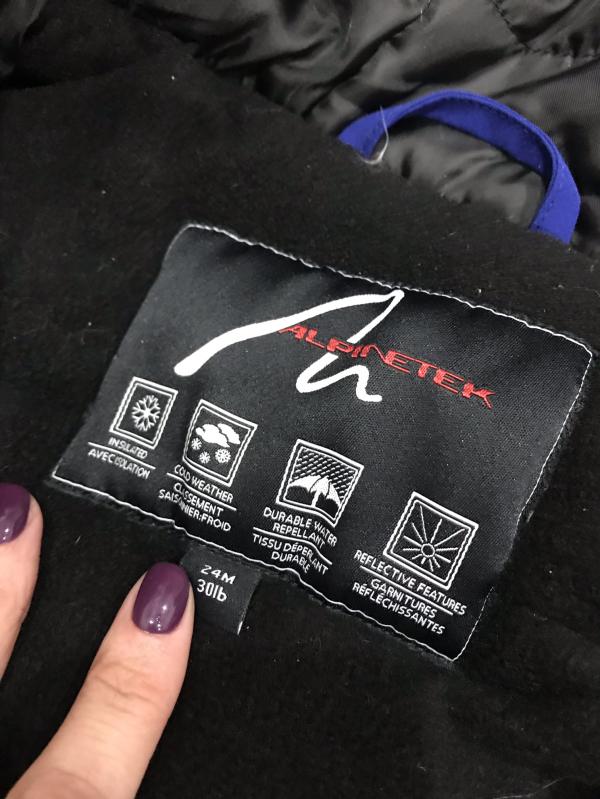 ALPINETEK
INSULATED
AVEC ISOLATION
COLD WEATHER
CLASSEMENT
SAISONNIER:FROID
DURABLE WATER
REPELLANT
TISSU DÉPERLANT
DURABLE
REFLECTIVE FEATURES
GARNITURES
RÉFLÉCHISSANTES
24M
30lb